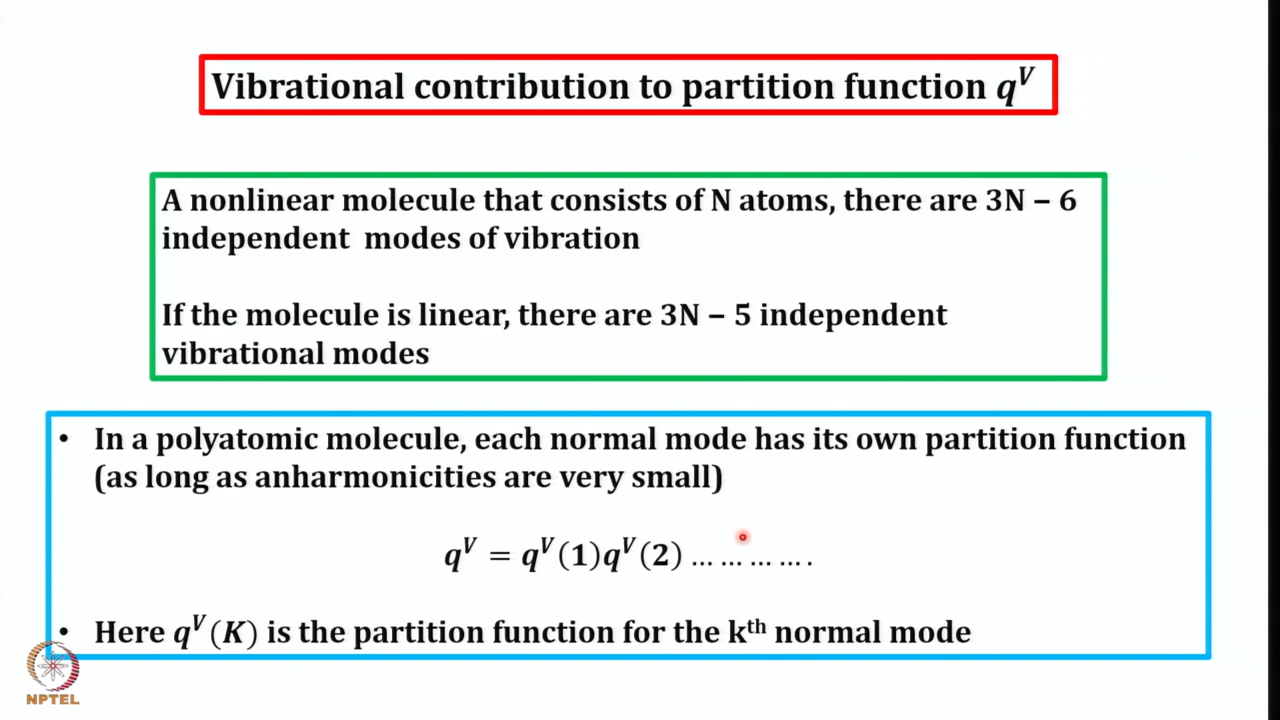 Vibrational contribution to partition function q^V
A nonlinear molecule that consists of N atoms, there are 3N − 6
independent modes of vibration
If the molecule is linear, there are 3N − 5 independent
vibrational modes
• In a polyatomic molecule, each normal mode has its own partition function
(as long as anharmonicities are very small)
q^V = q^V(1)q^V(2) … … … … .
• Here q^V(K) is the partition function for the k^th normal mode
NPTEL